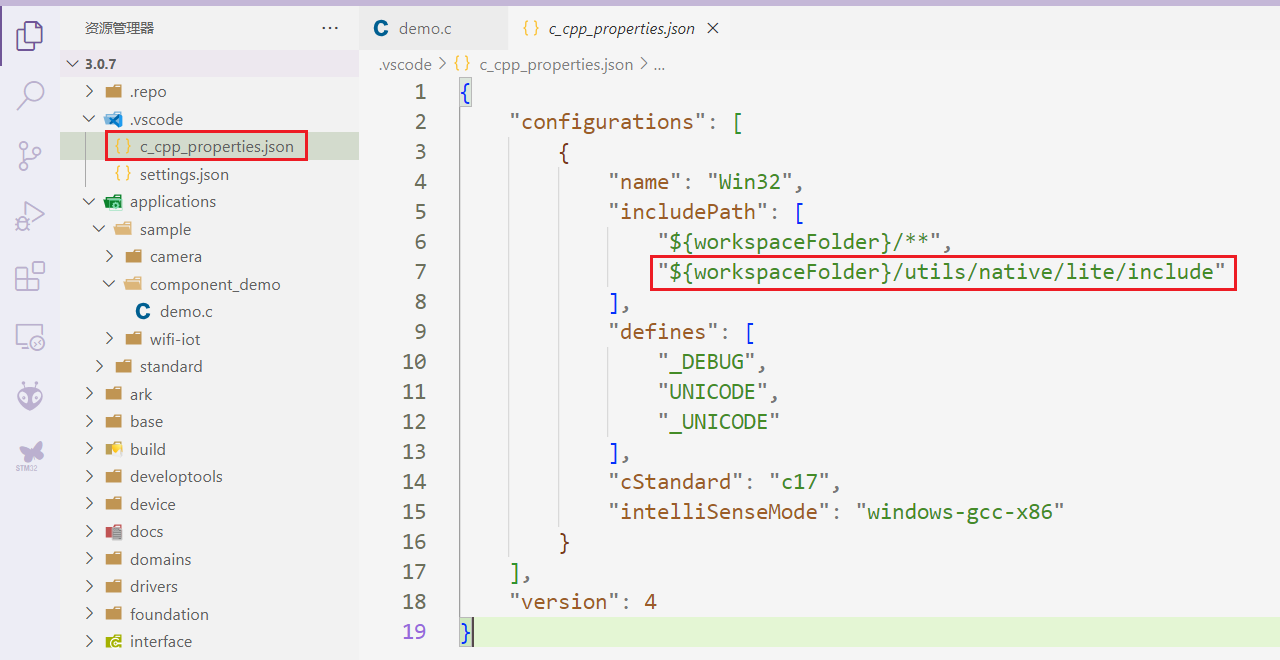 资源管理器
···
3.0.7
.repo
.vscode
{} c_cpp_properties.json
{} settings.json
applications
sample
camera
component_demo
C demo.c
wifi-iot
standard
ark
base
build
developtools
device
docs
domains
drivers
foundation
interface
STM32
C demo.c
{} c_cpp_properties.json ×
.vscode > {} c_cpp_properties.json > ...
1 {
2 "configurations": [
3 {
4 "name": "Win32",
5 "includePath": [
6 "${workspaceFolder}/**",
7 "${workspaceFolder}/utils/native/lite/include"
8 ],
9 "defines": [
10 "_DEBUG",
11 "UNICODE",
12 "_UNICODE"
13 ],
14 "cStandard": "c17",
15 "intelliSenseMode": "windows-gcc-x86"
16 }
17 ],
18 "version": 4
19 }